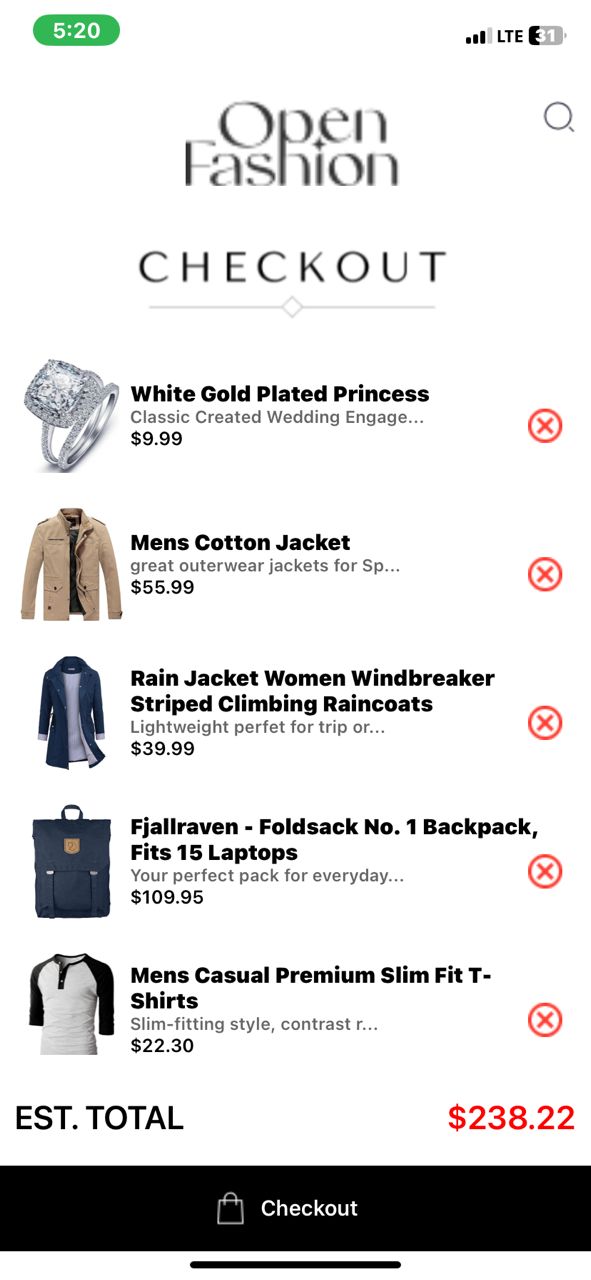 5:20
LTE 31
Open
Fashion
CHECKOUT
White Gold Plated Princess
Classic Created Wedding Engage...
$9.99
Mens Cotton Jacket
great outerwear jackets for Sp...
$55.99
Rain Jacket Women Windbreaker
Striped Climbing Raincoats
Lightweight perfet for trip or...
$39.99
Fjallraven - Foldsack No. 1 Backpack,
Fits 15 Laptops
Your perfect pack for everyday...
$109.95
Mens Casual Premium Slim Fit T-
Shirts
Slim-fitting style, contrast r...
$22.30
EST. TOTAL
$238.22
Checkout